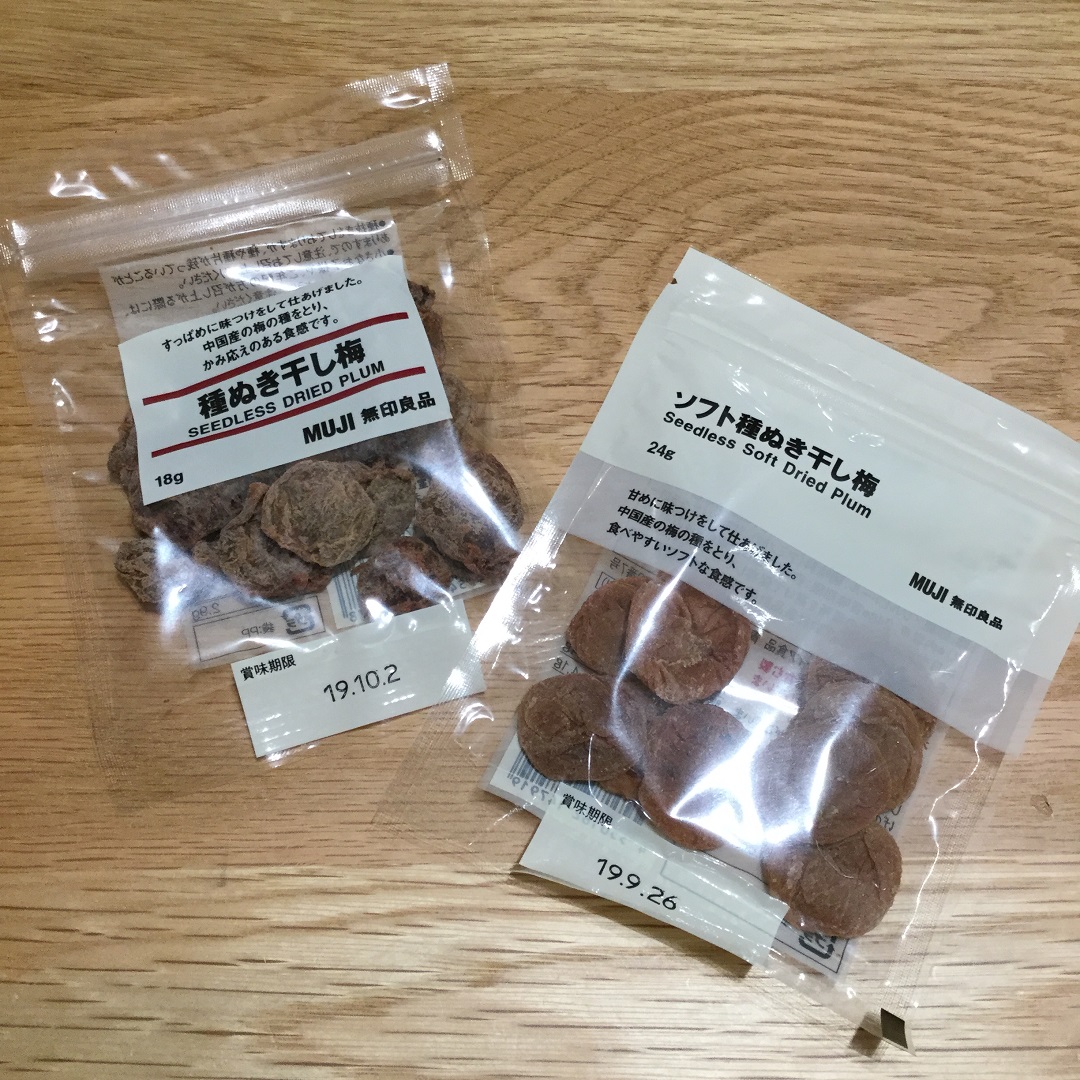 すっぱめに味つけをして仕あげました。
中国産の梅の種をとり、
かみ応えのある食感です。
種ぬき干し梅
SEEDLESS DRIED PLUM
MUJI 無印良品
18g
賞味期限
19.10.2
ソフト種ぬき干し梅
Seedless Soft Dried Plum
24g
甘めに味つけをして仕あげました。
中国産の梅の種をとり、
食べやすいソフトな食感です。
MUJI 無印良品
賞味期限
19.9.26